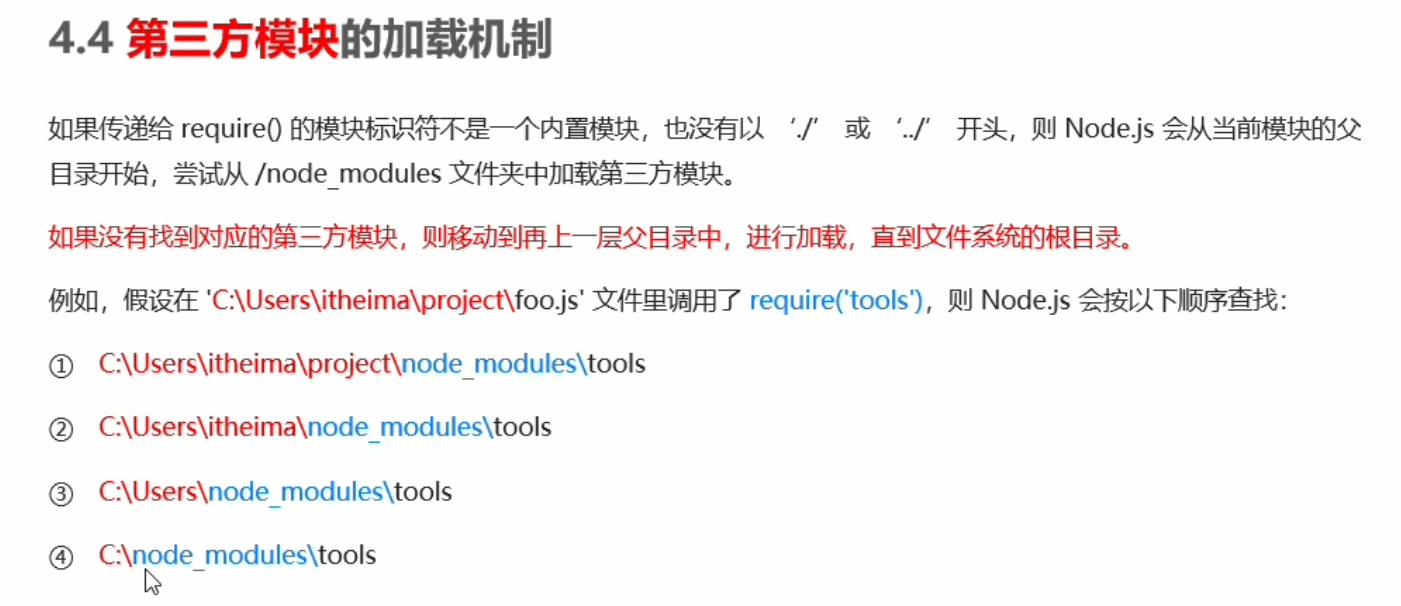 4.4 第三方模块的加载机制
如果传递给 require() 的模块标识符不是一个内置模块，也没有以 ‘./’ 或 ‘../’ 开头，则 Node.js 会从当前模块的父
目录开始，尝试从 /node_modules 文件夹中加载第三方模块。
如果没有找到对应的第三方模块，则移动到再上一层父目录中，进行加载，直到文件系统的根目录。
例如，假设在 'C:\Users\itheima\project\foo.js' 文件里调用了 require('tools')，则 Node.js 会按以下顺序查找：
① C:\Users\itheima\project\node_modules\tools
② C:\Users\itheima\node_modules\tools
③ C:\Users\node_modules\tools
④ C:\node_modules\tools